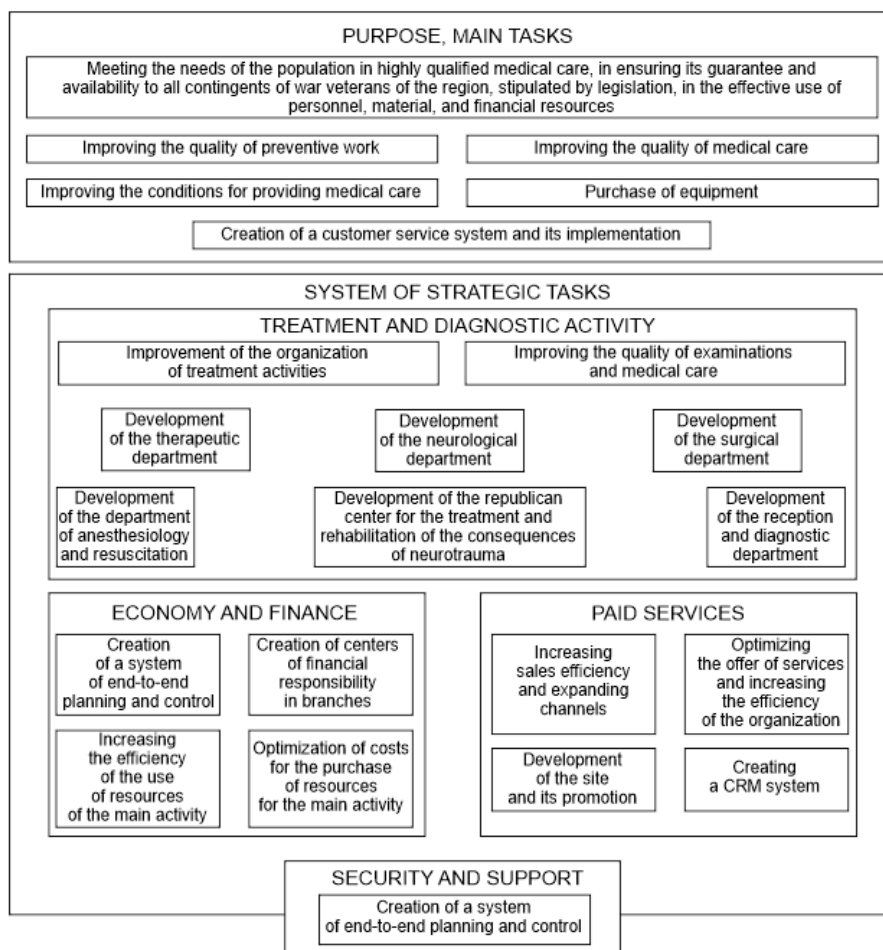 PURPOSE, MAIN TASKS
Meeting the needs of the population in highly qualified medical care, in ensuring its guarantee and
availability to all contingents of war veterans of the region, stipulated by legislation, in the effective use of
personnel, material, and financial resources
Improving the quality of preventive work
Improving the quality of medical care
Improving the conditions for providing medical care
Purchase of equipment
Creation of a customer service system and its implementation
SYSTEM OF STRATEGIC TASKS
TREATMENT AND DIAGNOSTIC ACTIVITY
Improvement of the organization
of treatment activities
Improving the quality of examinations
and medical care
Development
of the therapeutic
department
Development
of the neurological
department
Development
of the surgical
department
Development
of the department
of anesthesiology
and resuscitation
Development of the republican
center for the treatment and
rehabilitation of the consequences
of neurotrauma
Development
of the reception
and diagnostic
department
ECONOMY AND FINANCE
Creation
of a system
of end-to-end
planning and control
Creation of centers
of financial
responsibility
in branches
Increasing
the efficiency
of the use
of resources
of the main activity
Optimization of costs
for the purchase
of resources
for the main activity
PAID SERVICES
Increasing
sales efficiency
and expanding
channels
Optimizing
the offer of services
and increasing
the efficiency
of the organization
Development
of the site
and its promotion
Creating
a CRM system
SECURITY AND SUPPORT
Creation of a system
of end-to-end planning and control